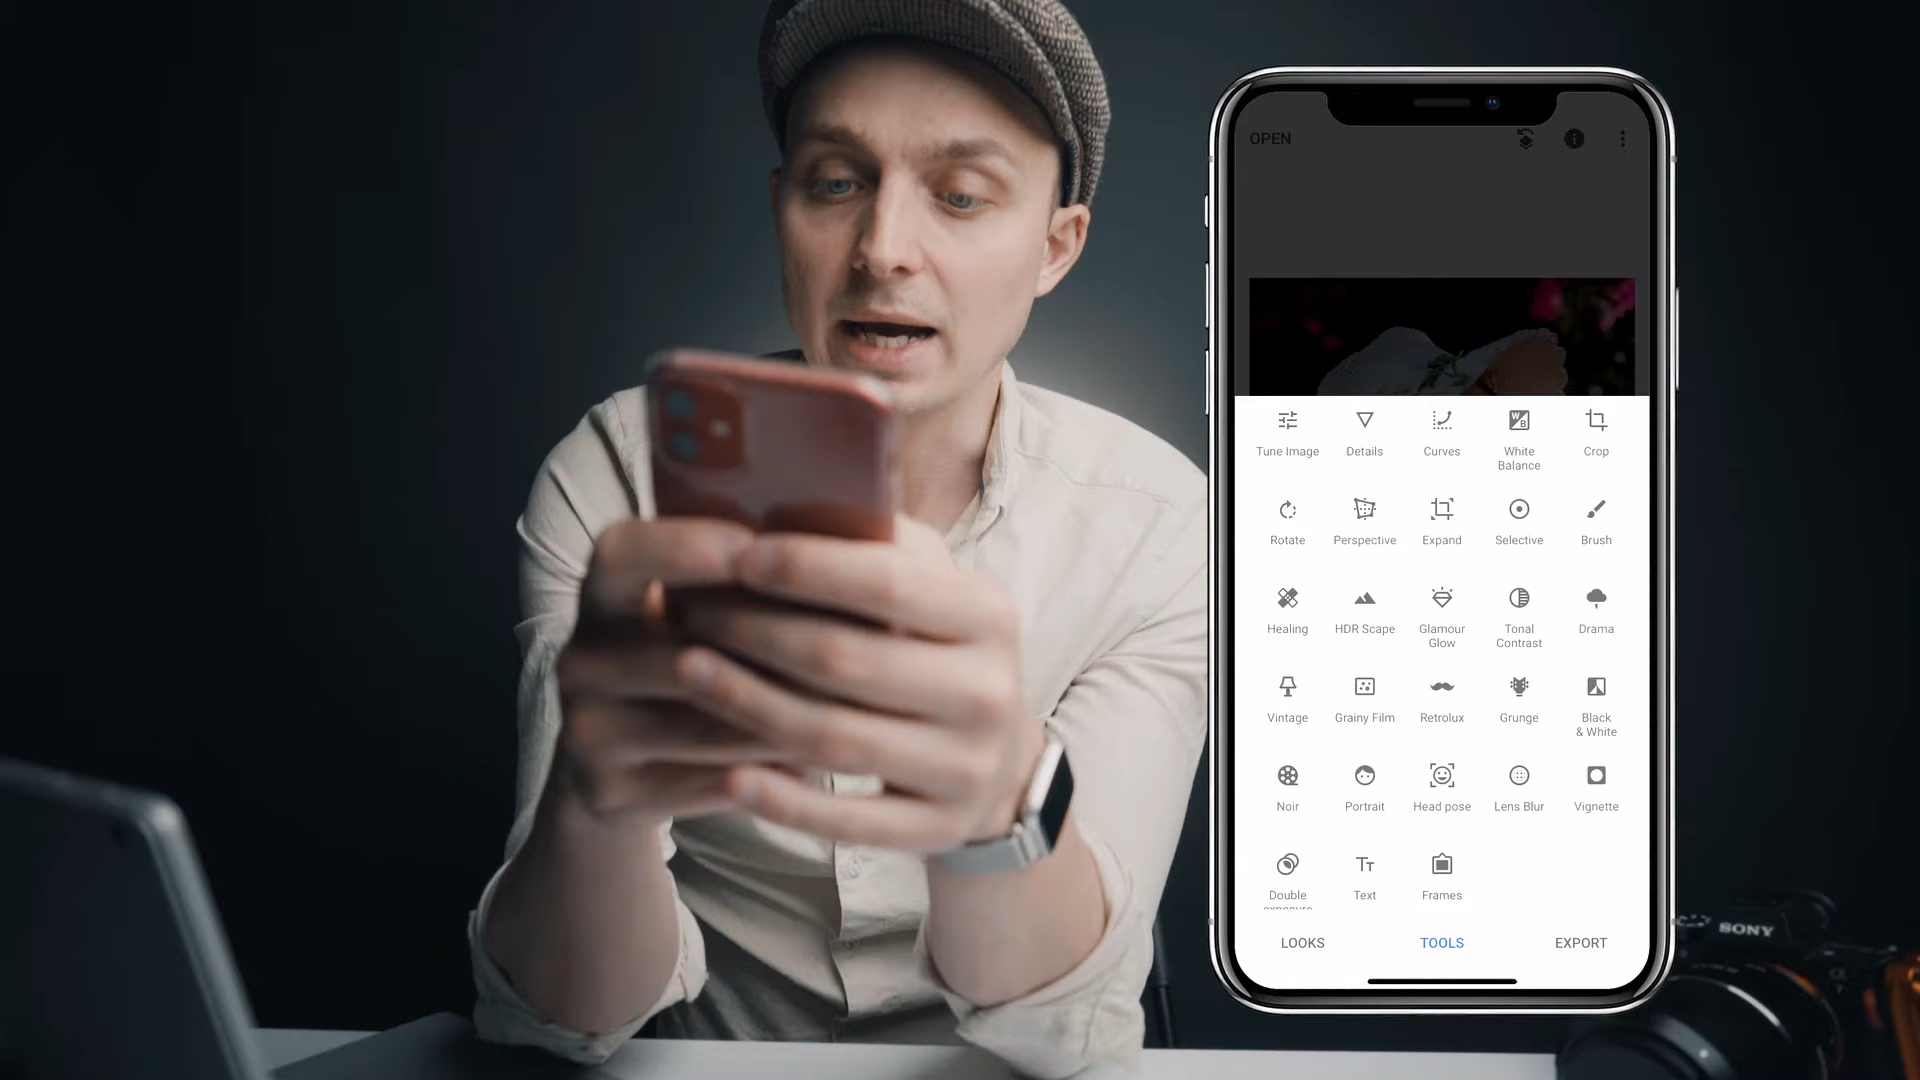 OPEN
Tune Image
Details
Curves
White
Balance
Crop
Rotate
Perspective
Expand
Selective
Brush
Healing
HDR Scape
Glamour
Glow
Tonal
Contrast
Drama
Vintage
Grainy Film
Retrolux
Grunge
Black
& White
Noir
Portrait
Head pose
Lens Blur
Vignette
Double
exposure
Text
Frames
LOOKS
TOOLS
EXPORT
SONY